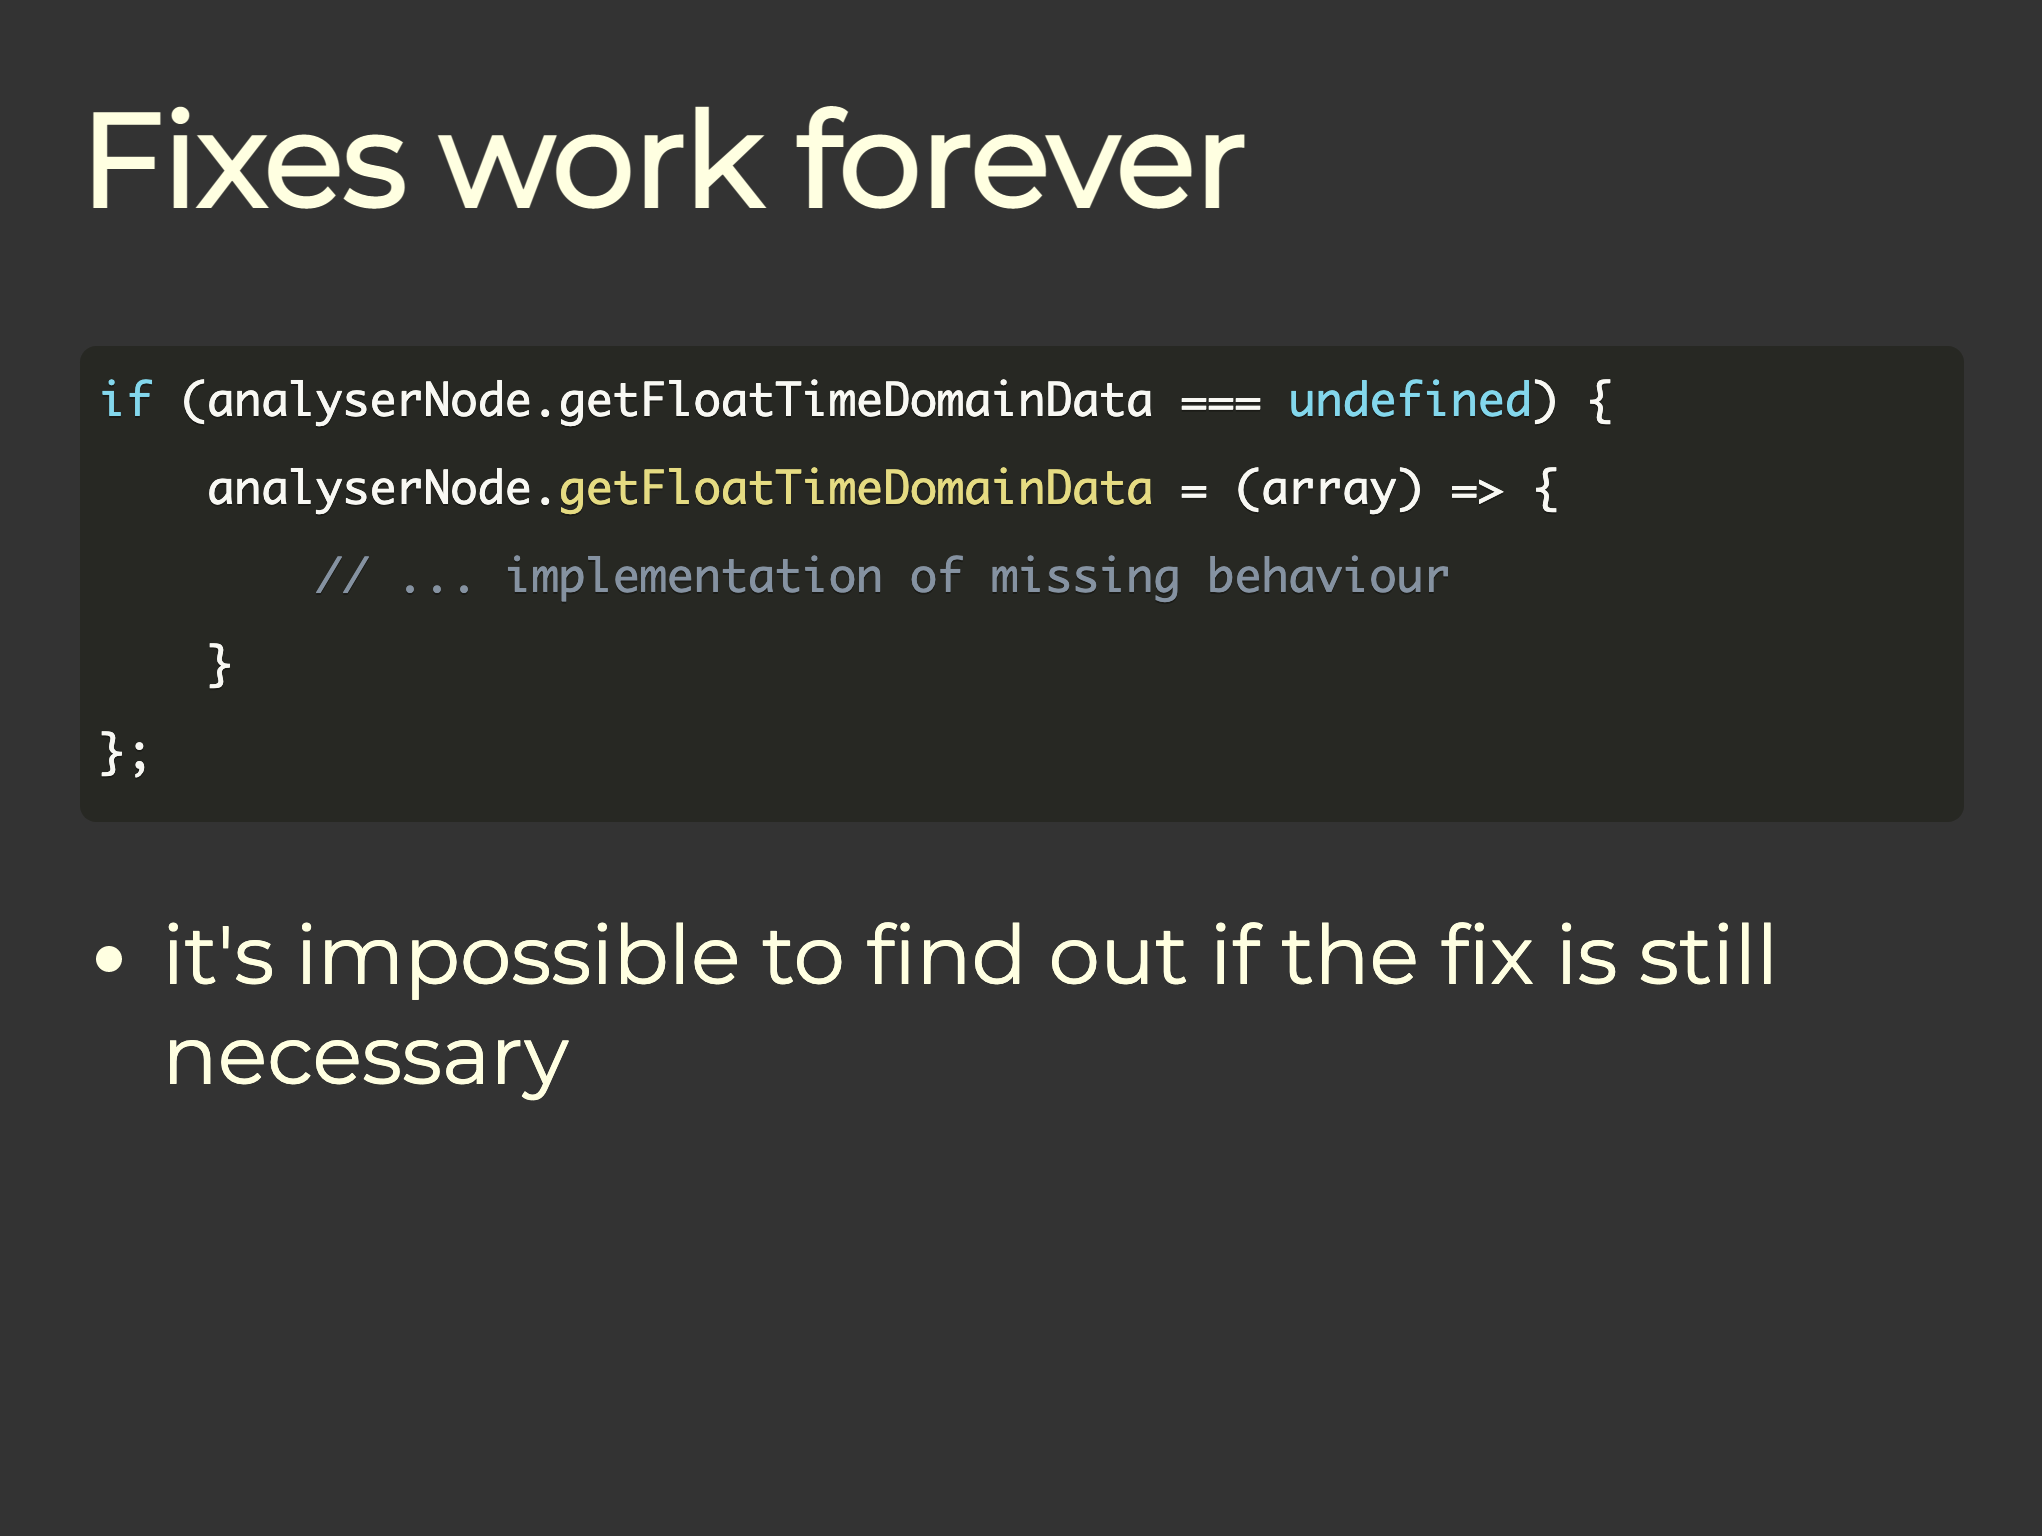 Fixes work forever
if (analyserNode.getFloatTimeDomainData === undefined) {
    analyserNode.getFloatTimeDomainData = (array) => {
        // ... implementation of missing behaviour
    }
};
• it's impossible to find out if the fix is still
necessary